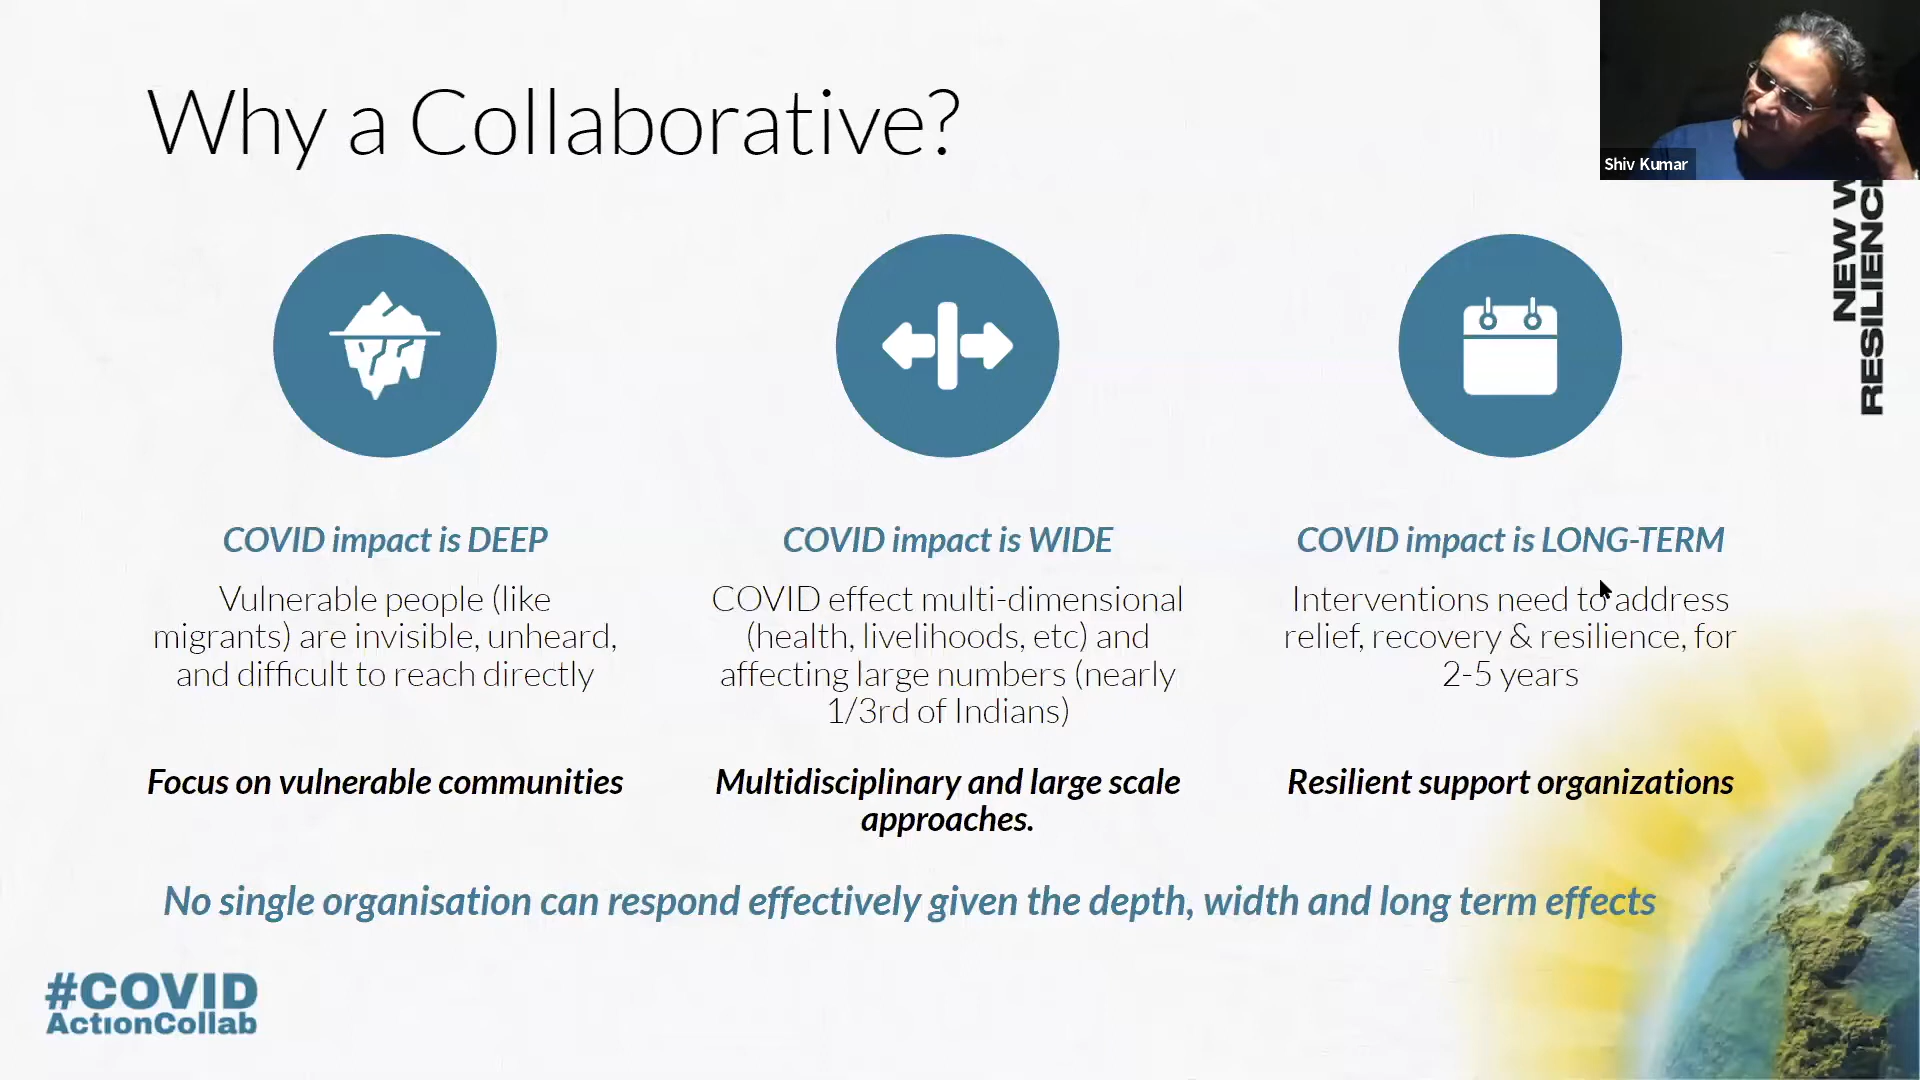 Why a Collaborative?
Shiv Kumar
NEW
RESILIENC
COVID impact is DEEP
Vulnerable people (like
migrants) are invisible, unheard,
and difficult to reach directly
Focus on vulnerable communities
COVID impact is WIDE
COVID effect multi-dimensional
(health, livelihoods, etc) and
affecting large numbers (nearly
1/3rd of Indians)
Multidisciplinary and large scale
approaches.
COVID impact is LONG-TERM
Interventions need to address
relief, recovery & resilience, for
2-5 years
Resilient support organizations
No single organisation can respond effectively given the depth, width and long term effects
#COVID
ActionCollab